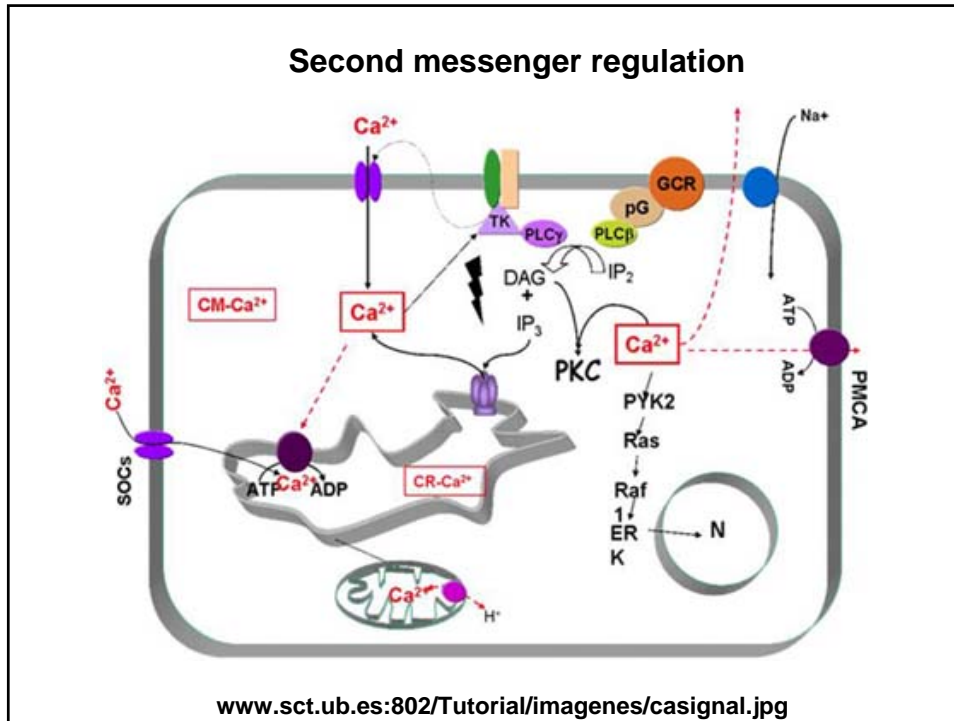 Second messenger regulation
Ca²⁺
Na+
GCR
pG
TK
PLCγ
PLCβ
DAG
IP₂
+
IP₃
CM-Ca²⁺
Ca²⁺
Ca²⁺
PKC
ATP
ADP
PMCA
PYK2
Ras
Raf
1
ER
K
N
Ca²⁺
SOCs
ATP
Ca²⁺
ADP
CR-Ca²⁺
Ca²⁺
H⁺
www.sct.ub.es:802/Tutorial/imagenes/casignal.jpg